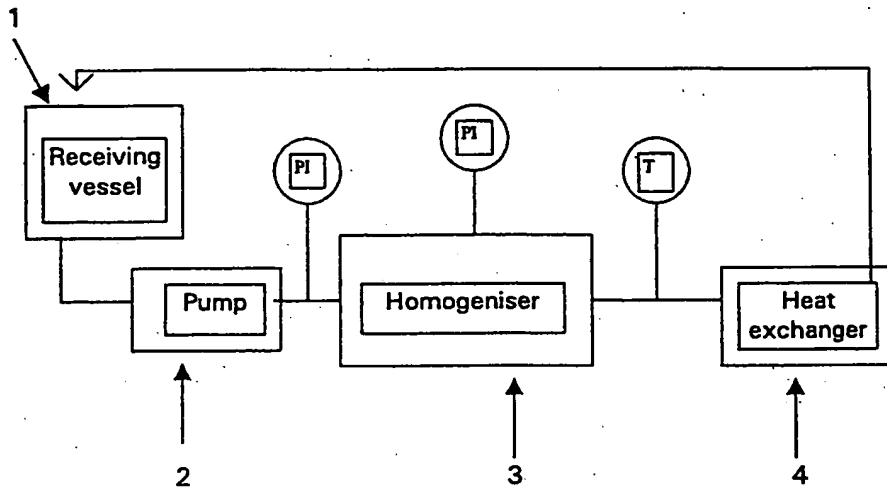 1
Receiving
vessel
PI
PI
T
Pump
Homogeniser
Heat
exchanger
2
3
4